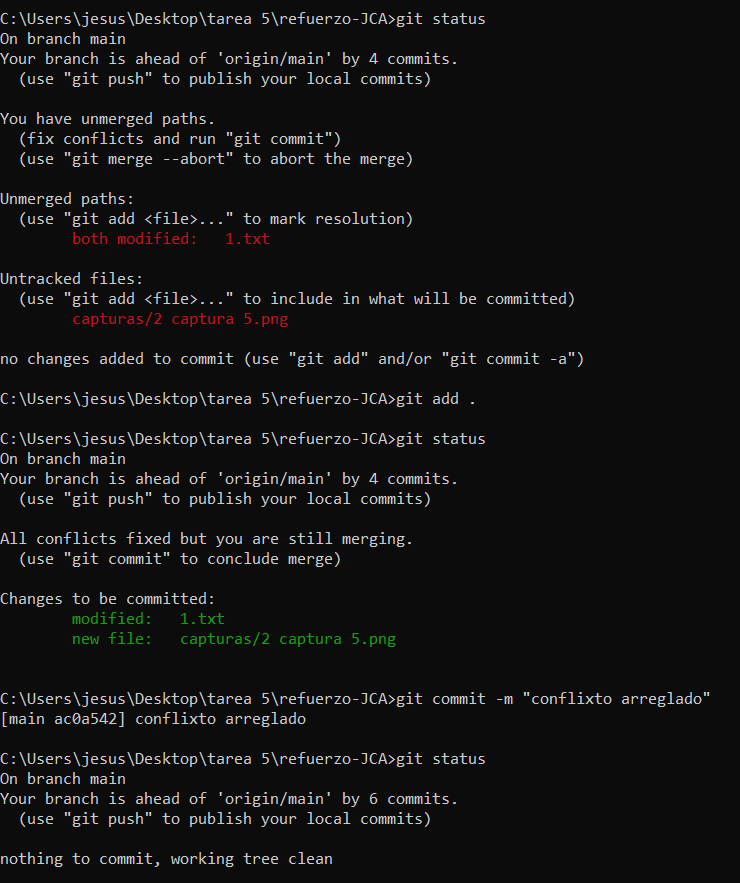 C:\Users\jesus\Desktop\tarea 5\refuerzo-JCA>git status
On branch main
Your branch is ahead of 'origin/main' by 4 commits.
  (use "git push" to publish your local commits)

You have unmerged paths.
  (fix conflicts and run "git commit")
  (use "git merge --abort" to abort the merge)

Unmerged paths:
  (use "git add <file>..." to mark resolution)
        both modified:   1.txt

Untracked files:
  (use "git add <file>..." to include in what will be committed)
        capturas/2 captura 5.png

no changes added to commit (use "git add" and/or "git commit -a")

C:\Users\jesus\Desktop\tarea 5\refuerzo-JCA>git add .

C:\Users\jesus\Desktop\tarea 5\refuerzo-JCA>git status
On branch main
Your branch is ahead of 'origin/main' by 4 commits.
  (use "git push" to publish your local commits)

All conflicts fixed but you are still merging.
  (use "git commit" to conclude merge)

Changes to be committed:
        modified:   1.txt
        new file:   capturas/2 captura 5.png

C:\Users\jesus\Desktop\tarea 5\refuerzo-JCA>git commit -m "conflixto arreglado"
[main ac0a542] conflixto arreglado

C:\Users\jesus\Desktop\tarea 5\refuerzo-JCA>git status
On branch main
Your branch is ahead of 'origin/main' by 6 commits.
  (use "git push" to publish your local commits)

nothing to commit, working tree clean